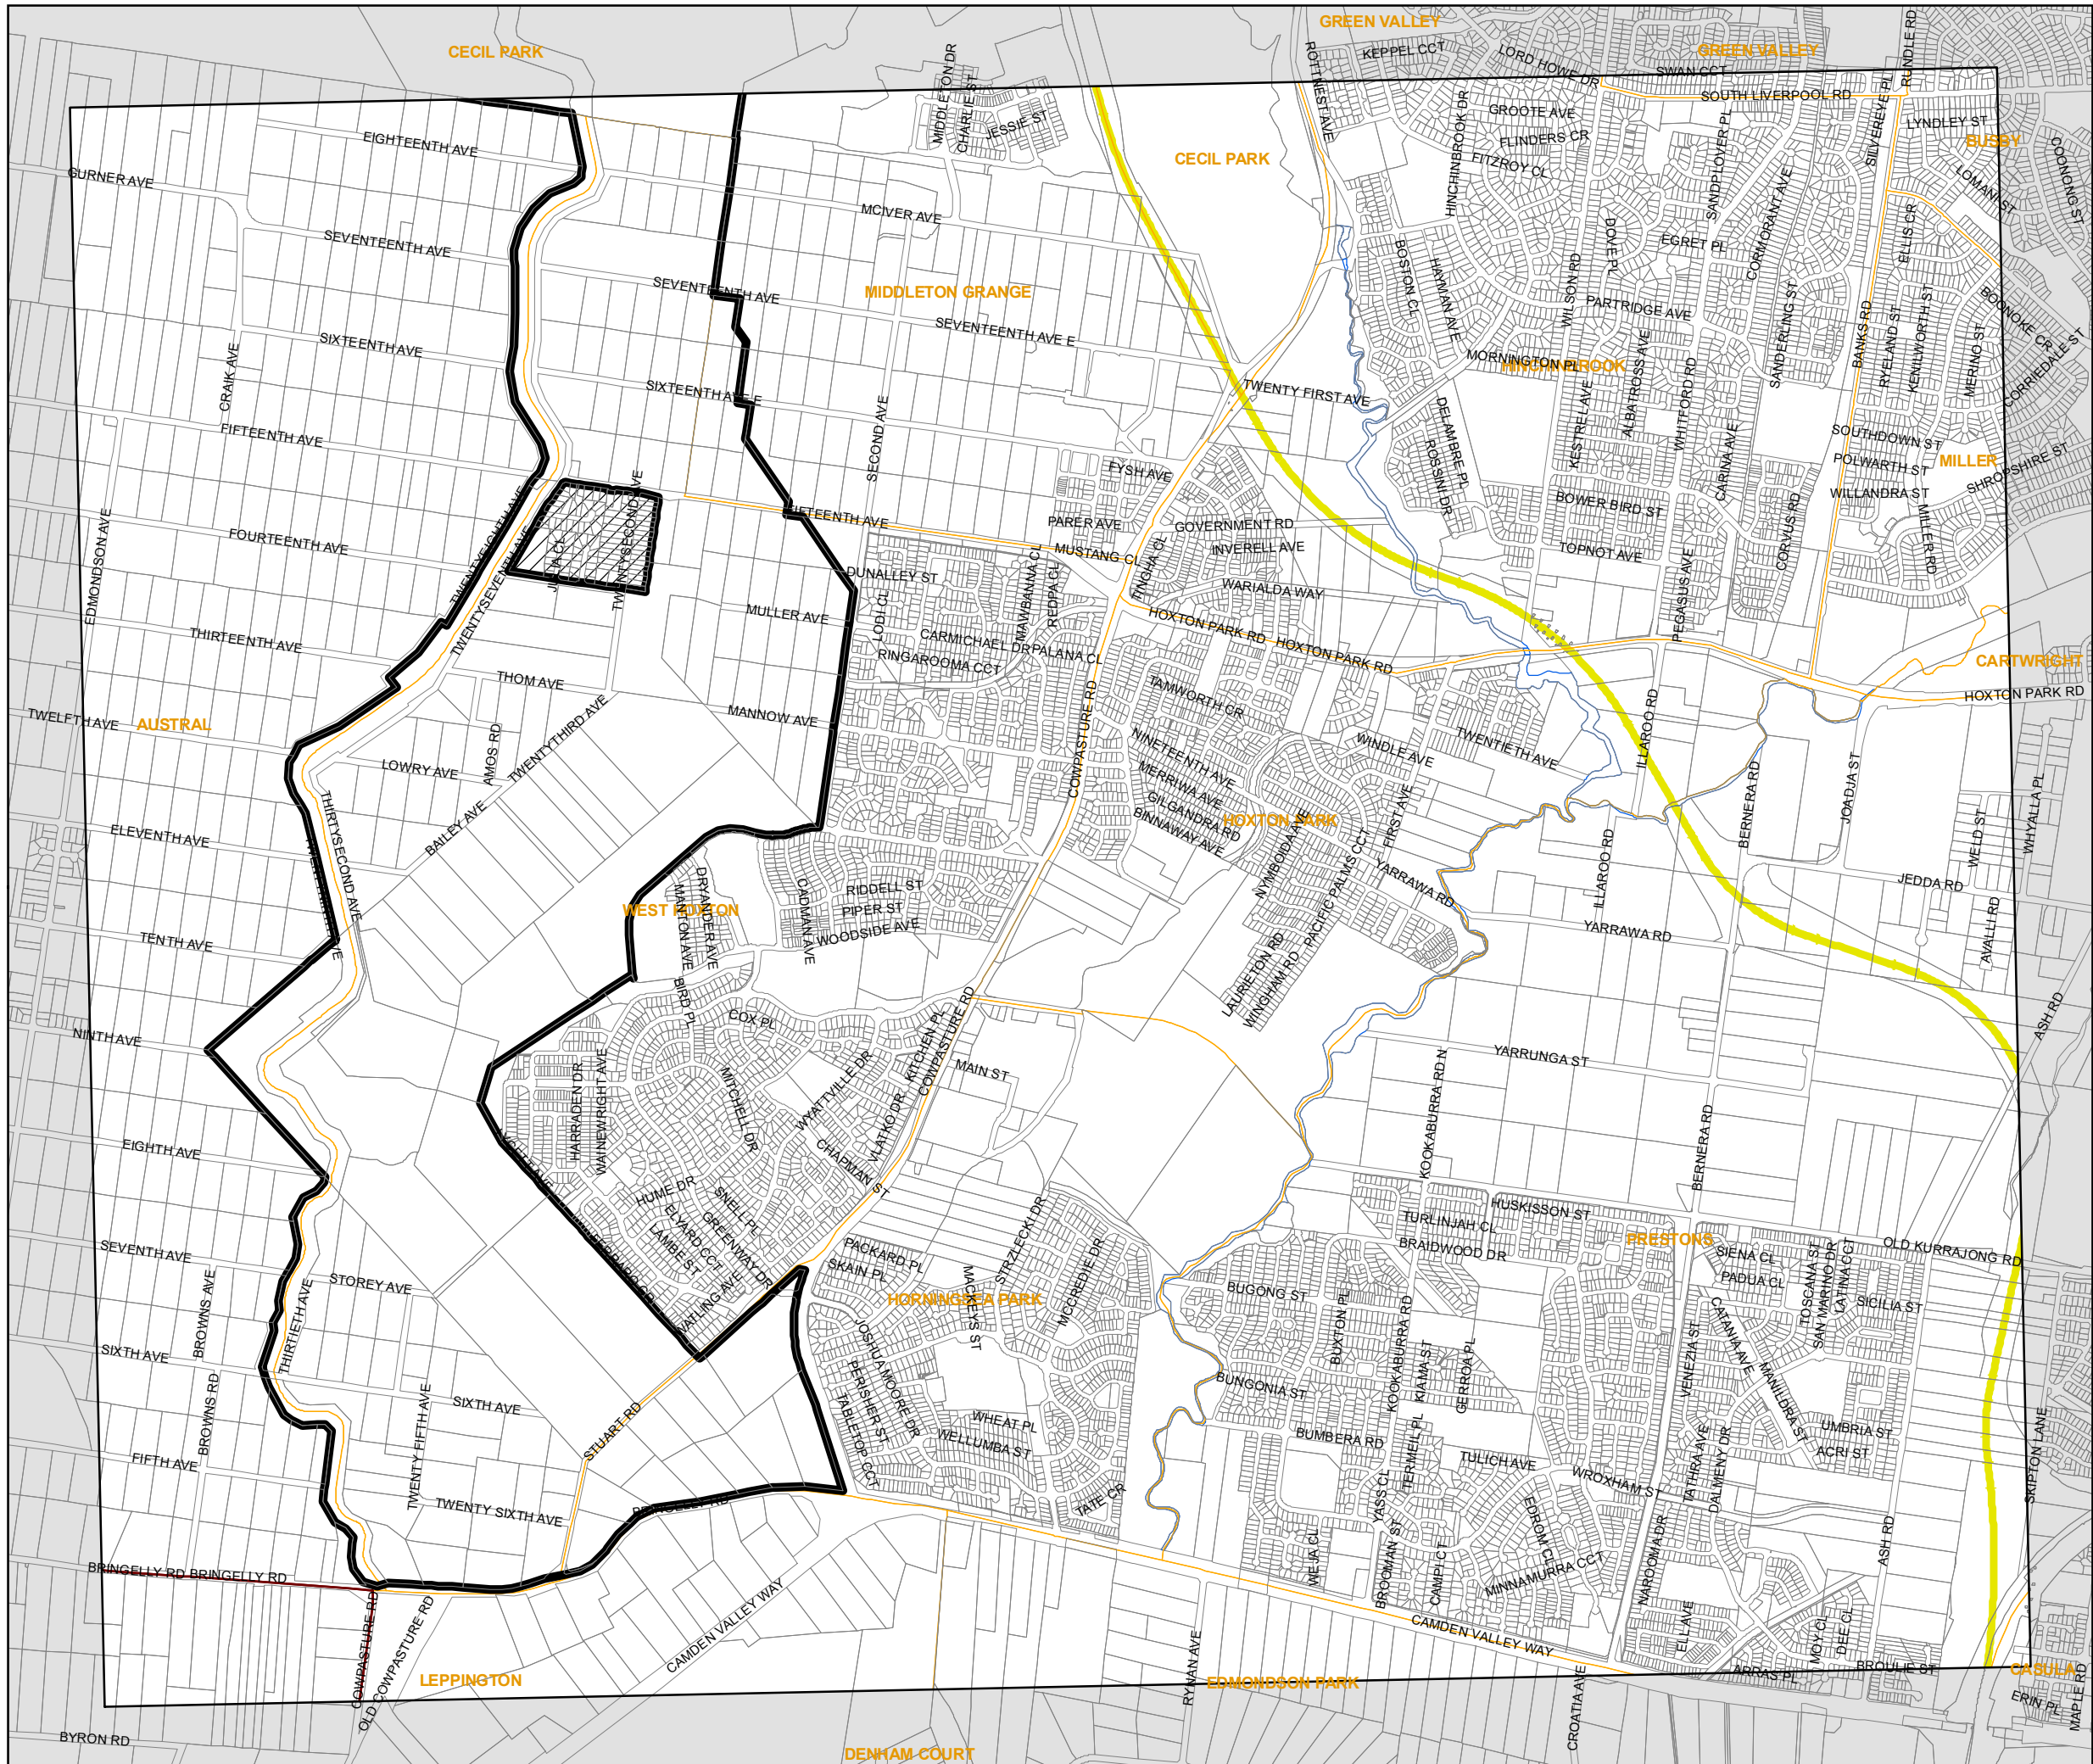 GREEN VALLEY
CECIL PARK
KEPPEL CCT
LORD HOWE DR
GREEN VALLEY
RUNDLE RD
ROTTNEST AVE
MIDDLETON DR
CHARLIE ST
JESSIE ST
SWAN CCT
SOUTH LIVERPOOL RD
SILVEREYE PL
HINCHINBROOK DR
GROOTE AVE
FLINDERS CR
FITZROY CL
SANDPLOYER PL
LYNDLEY ST
BUSBY
COONONG ST
LOMANI ST
EIGHTEENTH AVE
CECIL PARK
GURNER AVE
MCIVER AVE
CORMORANT AVE
ELLIS CR
DOVE PL
EGRET PL
SEVENTEENTH AVE
BOSTON CL
HAYMAN AVE
WILSON RD
SEVENTEENTH AVE
MIDDLETON GRANGE
PARTRIDGE AVE
SANDERLING ST
BANKS RD
RYELAND ST
KENILWORTH ST
MERINO ST
BOONOKE CR
CORRIEDALE ST
SEVENTEENTH AVE E
SIXTEENTH AVE
CRAIK AVE
SIXTEENTH AVE E
TWENTY FIRST AVE
MORNINGTON PL
HINCHINBROOK
KESTREL AVE
ALBATROSS AVE
WHITFORD RD
CARINA AVE
FIFTEENTH AVE
SECOND AVE
DELAMBRE PL
ROSSINI DR
SOUTHDOWN ST
POLWARTH ST
MILLER
SHROPSHIRE ST
WILLANDRA ST
MILLER RD
FYSH AVE
BOWER BIRD ST
CORVUS RD
EDMONDSON AVE
FOURTEENTH AVE
TWENTYEIGHTH AVE
TWENTYSEVENTH AVE
JULIA CL
TWENTYSECOND AVE
FIFTEENTH AVE
PARER AVE
GOVERNMENT RD
INVERELL AVE
MUSTANG CL
TINGHA CL
TOPNOT AVE
PEGASUS AVE
DUNALLEY ST
MAWBANNA CL
REDPA CL
WARIALDA WAY
MULLER AVE
LODI CL
CARMICHAEL DR
PALANA CL
RINGAROOMA CCT
HOXTON PARK RD
HOXTON PARK RD
THIRTEENTH AVE
CARTWRIGHT
HOXTON PARK RD
THOM AVE
TAMWORTH CR
TWELFTH AVE
AUSTRAL
MANNOW AVE
AMOS RD
TWENTYTHIRD AVE
COWPASTURE RD
NINETEENTH AVE
WINDLE AVE
TWENTIETH AVE
ILLAROO RD
LOWRY AVE
MERRIWA AVE
GILGANDRA RD
BINNAWAY AVE
HOXTON PARK
BERNERA RD
JOADJA ST
WHYALLA PL
WELD ST
ELEVENTH AVE
THIRTYSECOND AVE
BAILEY AVE
NYMBOIDA AVE
FIRST AVE
PACIFIC PALMS CCT
YARRAWA RD
ILLAROO RD
JEDDA RD
AVALLI RD
DRYANDER AVE
MANTON AVE
CADMAN AVE
RIDDELL ST
PIPER ST
WOODSIDE AVE
WEST HOXTON
TENTH AVE
YARRAWA RD
LAURIETON RD
WINGHAM RD
BIRD PL
COX PL
NINTH AVE
ASH RD
KITCHEN PL
COWPASTURE RD
MAIN ST
YARRUNGA ST
KOOKABURRA RD N
HARRADEN DR
WAINEWRIGHT AVE
MITCHELL DR
WYATTVILLE DR
VLATKO DR
CHAPMAN ST
BERNERA RD
EIGHTH AVE
HUME DR
SNELL PL
ELYARD CCT
GREENWAY DR
LAMBE ST
WATLING AVE
STRZLECKI DR
HUSKISSON ST
TURLINJAH CL
BRAIDWOOD DR
PRESTONS
OLD KURRAJONG RD
SEVENTH AVE
PACKARD PL
SKAIN PL
MCCREDIE DR
MACKEYS ST
SIENA CL
PADUA CL
TOSCANA ST
SAN MARINO DR
LATINA CCT
SICILIA ST
STOREY AVE
BROWNS AVE
THIRTIETH AVE
HORNINGSEA PARK
BUGONG ST
BUXTON PL
KOOKABURRA RD
KIAMA ST
GERROA PL
VENEZIA ST
CATANIA AVE
MANILDRA ST
SIXTH AVE
JOSHUA MOORE DR
PERISHER ST
TABLETOP CCT
BUNGONIA ST
SIXTH AVE
BROWNS RD
TWENTY FIFTH AVE
STUART RD
WHEAT PL
WELLUMBA ST
BUMBERA RD
TERMEIL PL
UMBRIA ST
ACRI ST
FIFTH AVE
TULICH AVE
WROXHAM ST
TATHRA AVE
DALMENY DR
SKIPTON LANE
TWENTY SIXTH AVE
BRINGELLY RD
TATE CR
YASS CL
EDROM CL
NAROOMA DR
ASH RD
WEJA CL
BROOMAN ST
CAMPI CT
MINNAMURRA CCT
BRINGELLY RD BRINGELLY RD
COWPASTURE RD
OLD COWPASTURE RD
CAMDEN VALLEY WAY
CAMDEN VALLEY WAY
ELL AVE
MOY CL
DEE CL
LEPPINGTON
RYNAN AVE
EDMONDSON PARK
CROATIA AVE
ARRAS PL
BROULIE ST
CASULA
ERIN PL
MAPLE RD
BYRON RD
DENHAM COURT